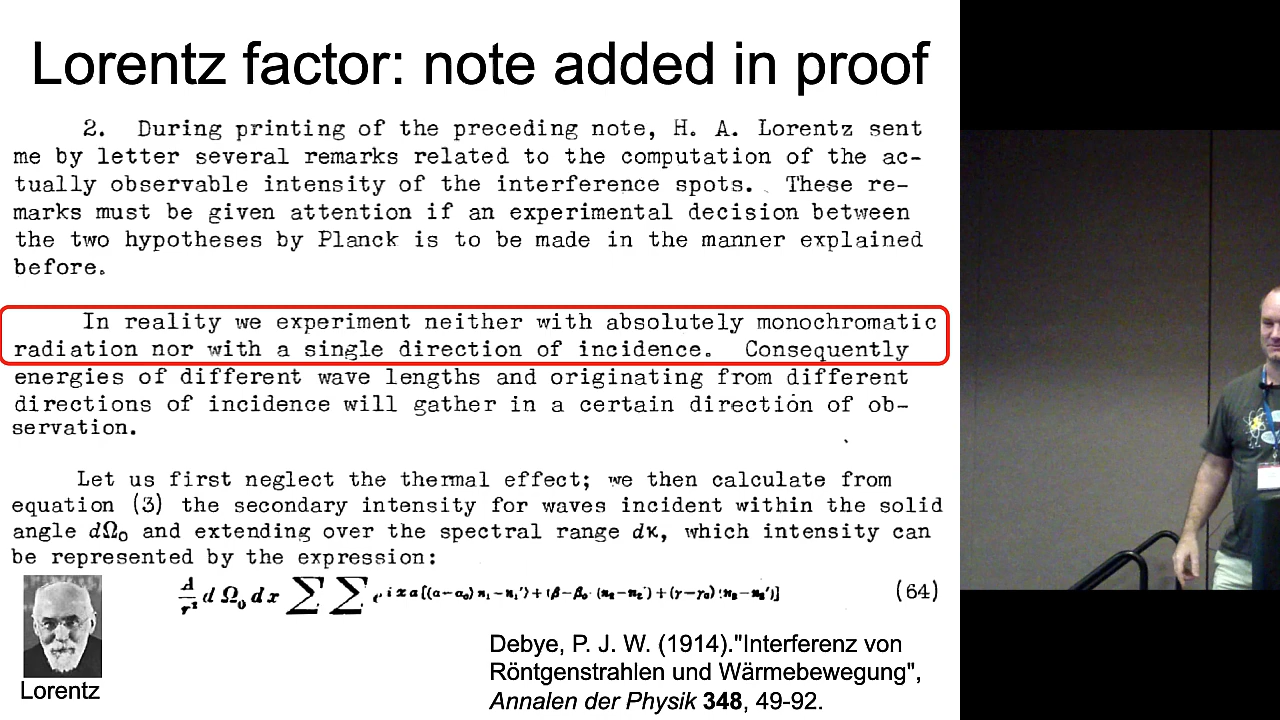 Lorentz factor: note added in proof
2. During printing of the preceding note, H. A. Lorentz sent
me by letter several remarks related to the computation of the ac-
tually observable intensity of the interference spots. These re-
marks must be given attention if an experimental decision between
the two hypotheses by Planck is to be made in the manner explained
before.
In reality we experiment neither with absolutely monochromatic
radiation nor with a single direction of incidence. Consequently
energies of different wave lengths and originating from different
directions of incidence will gather in a certain direction of ob-
servation.
Let us first neglect the thermal effect; we then calculate from
equation (3) the secondary intensity for waves incident within the solid
angle dΩ₀ and extending over the spectral range dκ, which intensity can
be represented by the expression:
(64)
Lorentz
Debye, P. J. W. (1914)."Interferenz von
Röntgenstrahlen und Wärmebewegung",
Annalen der Physik 348, 49-92.